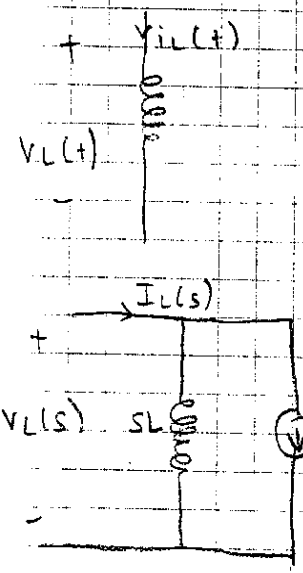 + iL(t)
VL(t)
-
IL(s)
+
VL(s) SL
-